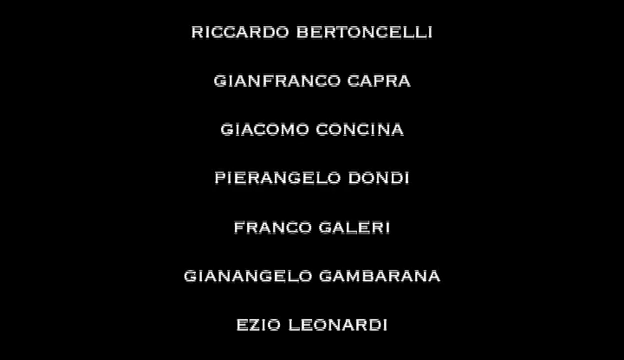 RICCARDO BERTONCELLI
GIANFRANCO CAPRA
GIACOMO CONCINA
PIERANGELO DONDI
FRANCO GALERI
GIANANGELO GAMBARANA
EZIO LEONARDI